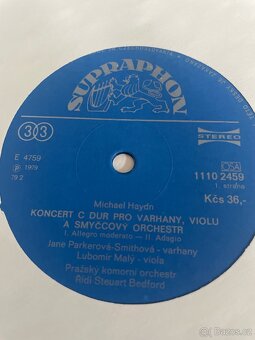 SUPRAPHON
33
STEREO
E 4759
℗ 1979
79 2
OSA
1110 2459
1. strana
Kčs 36,-
Michael Haydn
KONCERT C DUR PRO VARHANY, VIOLU
A SMYČCOVÝ ORCHESTR
I. Allegro moderato — II. Adagio
Jane Parkerová-Smithová - varhany
Lubomír Malý - viola
Pražský komorní orchestr
Řídí Steuart Bedford
bazos.cz